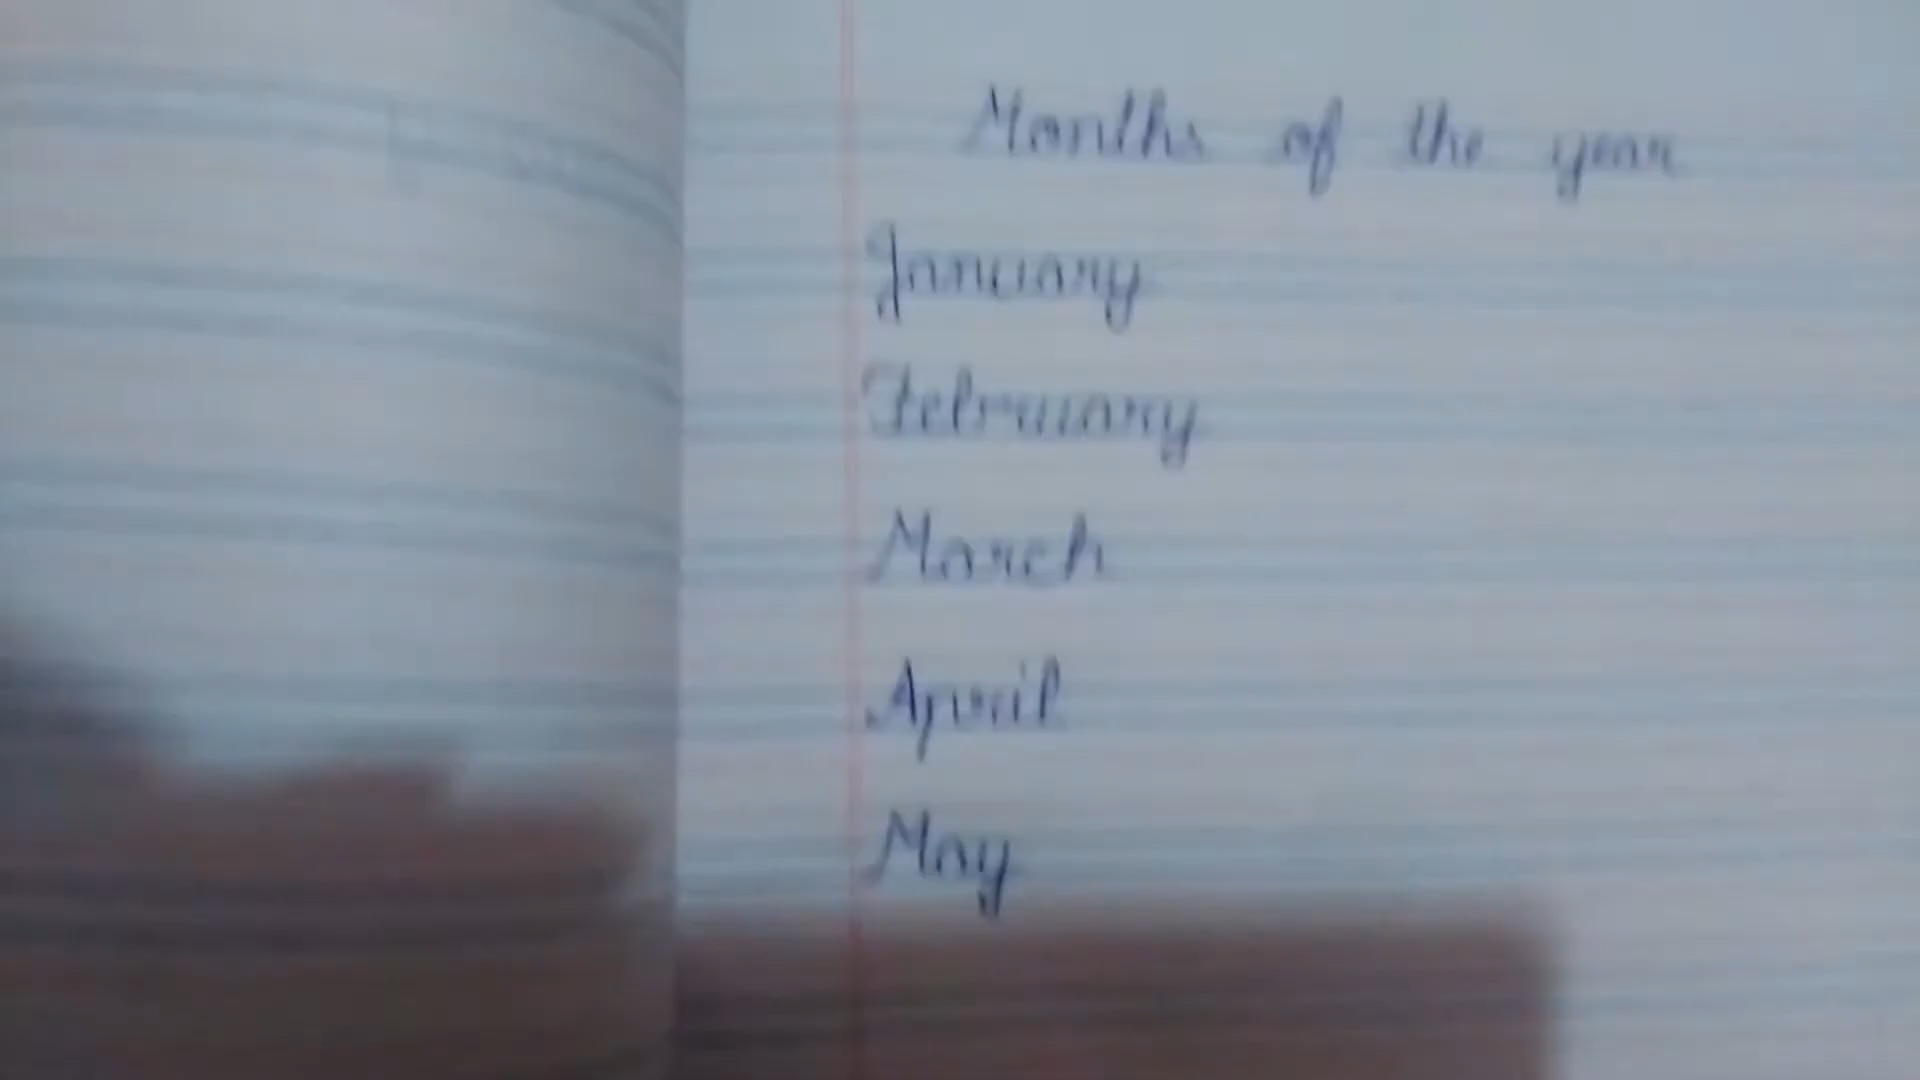 Months of the year
January
February
March
April
May